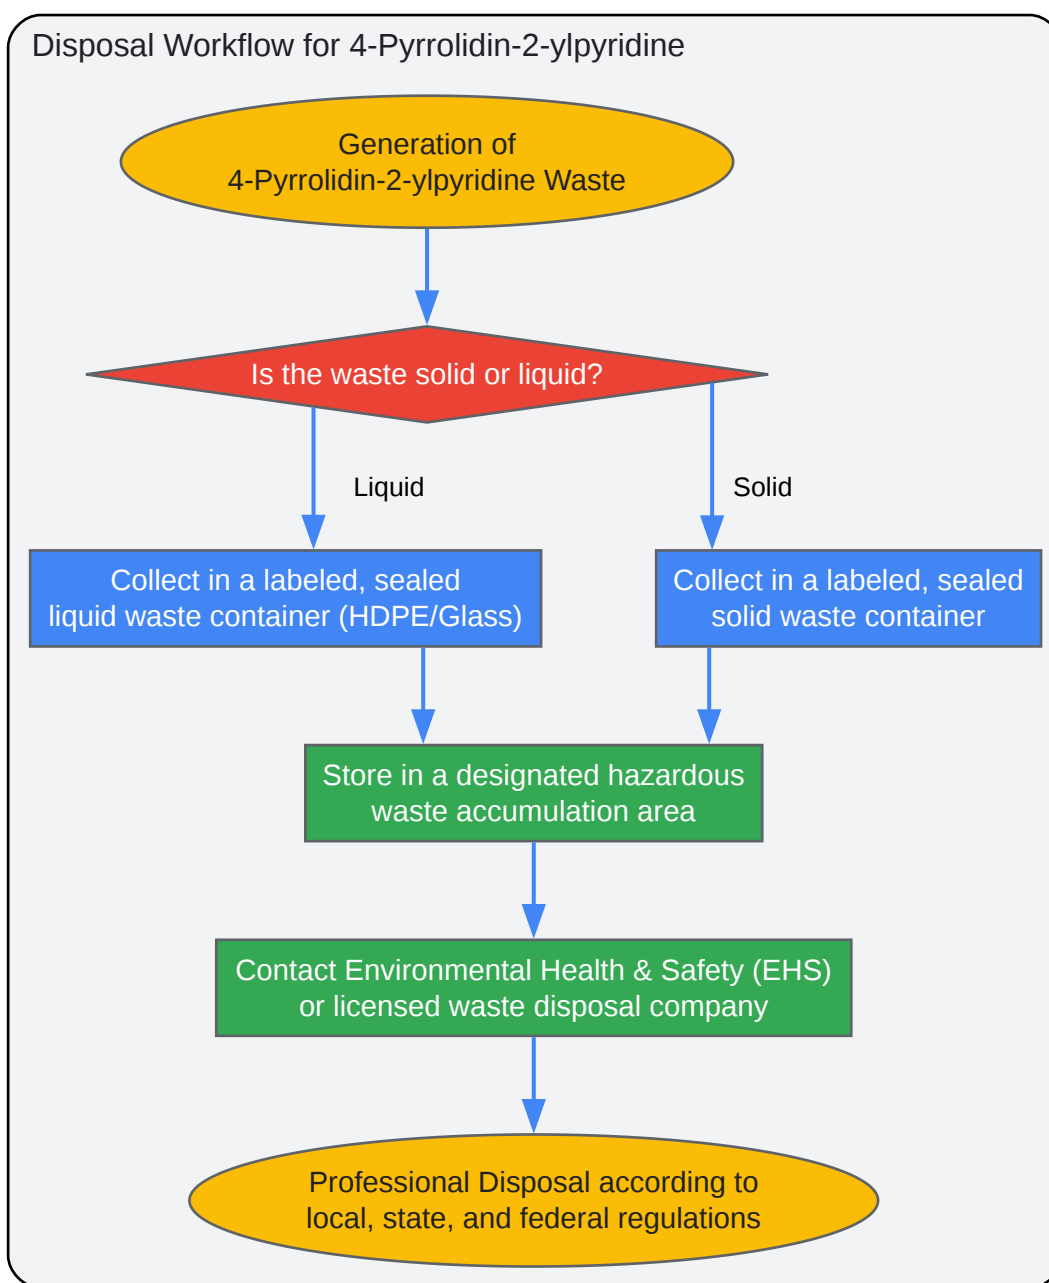 Disposal Workflow for 4-Pyrrolidin-2-ylpyridine
Generation of
4-Pyrrolidin-2-ylpyridine Waste
Is the waste solid or liquid?
Liquid
Solid
Collect in a labeled, sealed
liquid waste container (HDPE/Glass)
Collect in a labeled, sealed
solid waste container
Store in a designated hazardous
waste accumulation area
Contact Environmental Health & Safety (EHS)
or licensed waste disposal company
Professional Disposal according to
local, state, and federal regulations